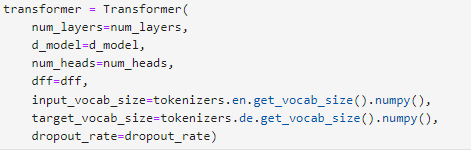 transformer = Transformer(
    num_layers=num_layers,
    d_model=d_model,
    num_heads=num_heads,
    dff=dff,
    input_vocab_size=tokenizers.en.get_vocab_size().numpy(),
    target_vocab_size=tokenizers.de.get_vocab_size().numpy(),
    dropout_rate=dropout_rate)